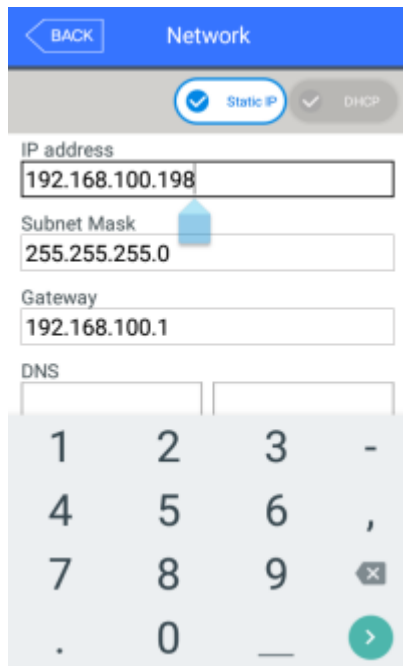 BACK Network
Static IP DHCP
IP address
192.168.100.198
Subnet Mask
255.255.255.0
Gateway
192.168.100.1
DNS
1 2 3 -
4 5 6 ,
7 8 9
. 0 _